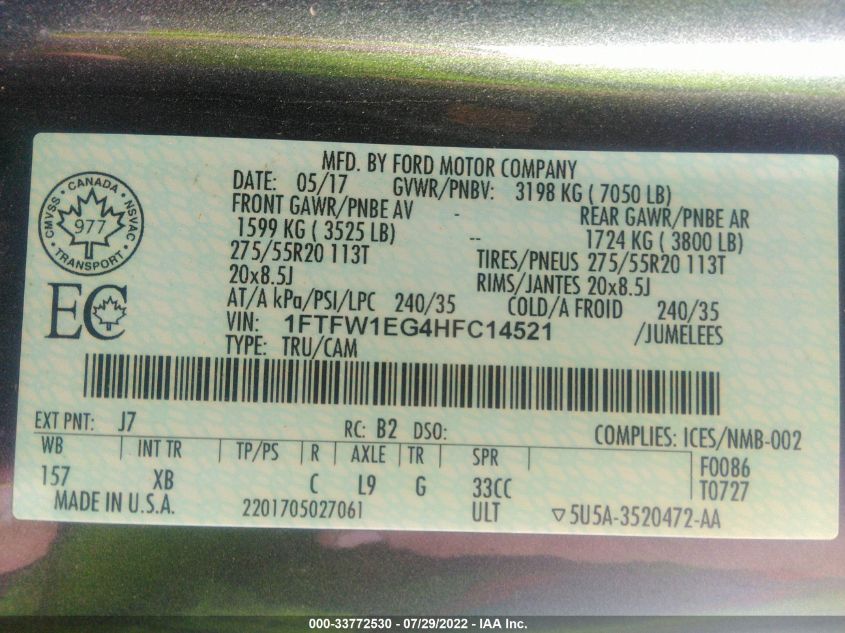 MFD. BY FORD MOTOR COMPANY
DATE: 05/17 GVWR/PNBV: 3198 KG ( 7050 LB)
FRONT GAWR/PNBE AV - REAR GAWR/PNBE AR
1599 KG ( 3525 LB) -- 1724 KG ( 3800 LB)
275/55R20 113T TIRES/PNEUS 275/55R20 113T
20x8.5J RIMS/JANTES 20x8.5J
AT/A kPa/PSI/LPC 240/35 COLD/A FROID 240/35
VIN: 1FTFW1EG4HFC14521 /JUMELEES
TYPE: TRU/CAM
CANADA
CMVSS NSVAC
977
TRANSPORT
EC
EXT PNT: J7 RC: B2 DSO: COMPLIES: ICES/NMB-002
WB INT TR TP/PS R AXLE TR SPR F0086
157 XB C L9 G 33CC T0727
MADE IN U.S.A. 2201705027061 ULT ▽5U5A-3520472-AA
000-33772530 - 07/29/2022 - IAA Inc.